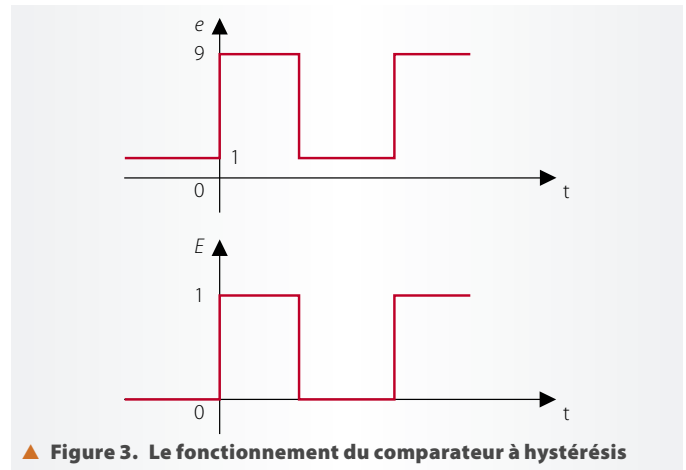 e
9
1
0
t
E
1
0
t
▲ Figure 3. Le fonctionnement du comparateur à hystérésis